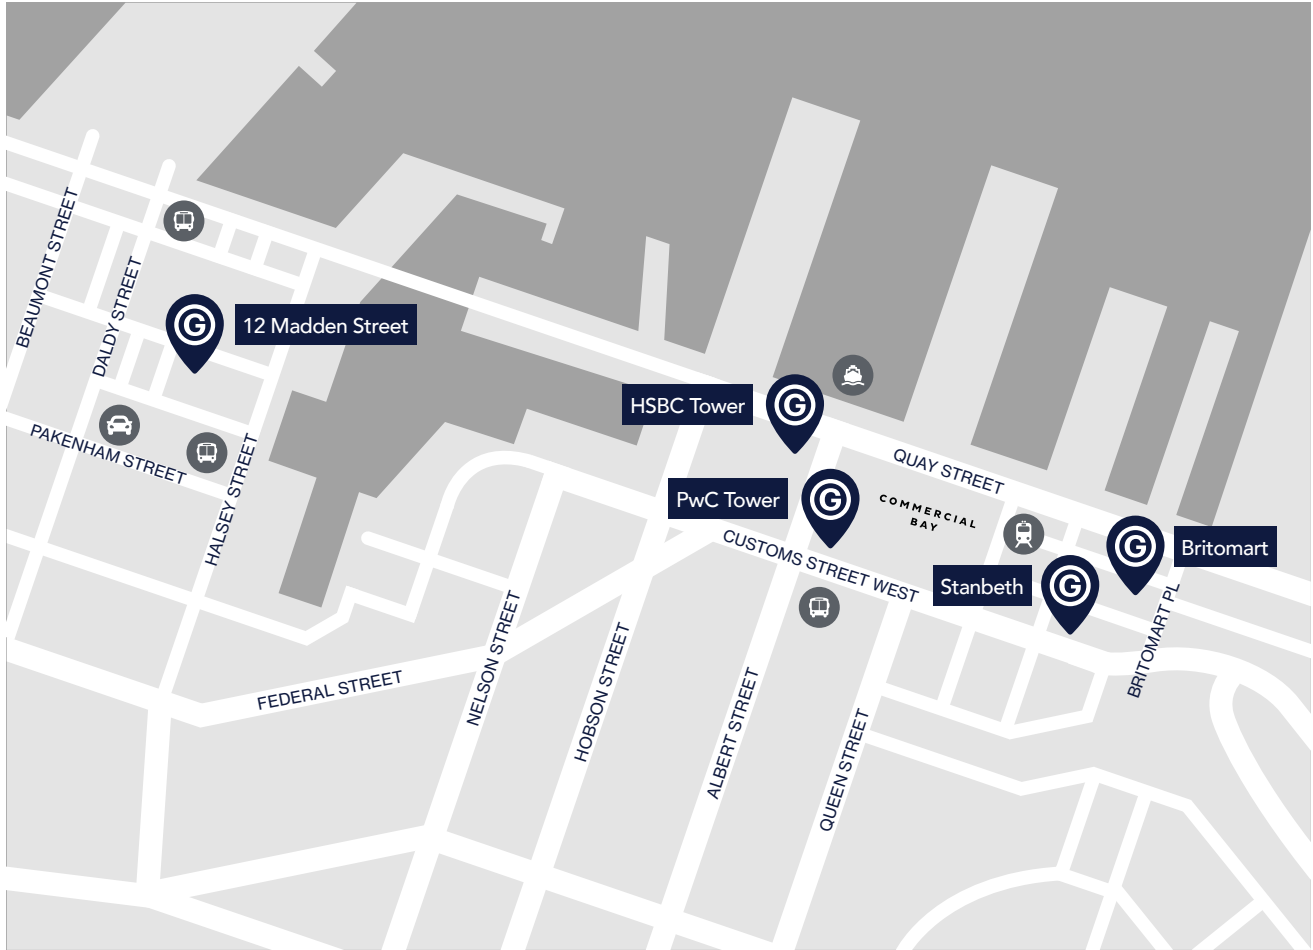 BEAUMONT STREET
DALDY STREET
G
12 Madden Street
PAKENHAM STREET
HALSEY STREET
HSBC Tower
G
PwC Tower
G
QUAY STREET
COMMERCIAL
BAY
CUSTOMS STREET WEST
G
Britomart
Stanbeth
G
BRITOMART PL
FEDERAL STREET
NELSON STREET
HOBSON STREET
ALBERT STREET
QUEEN STREET